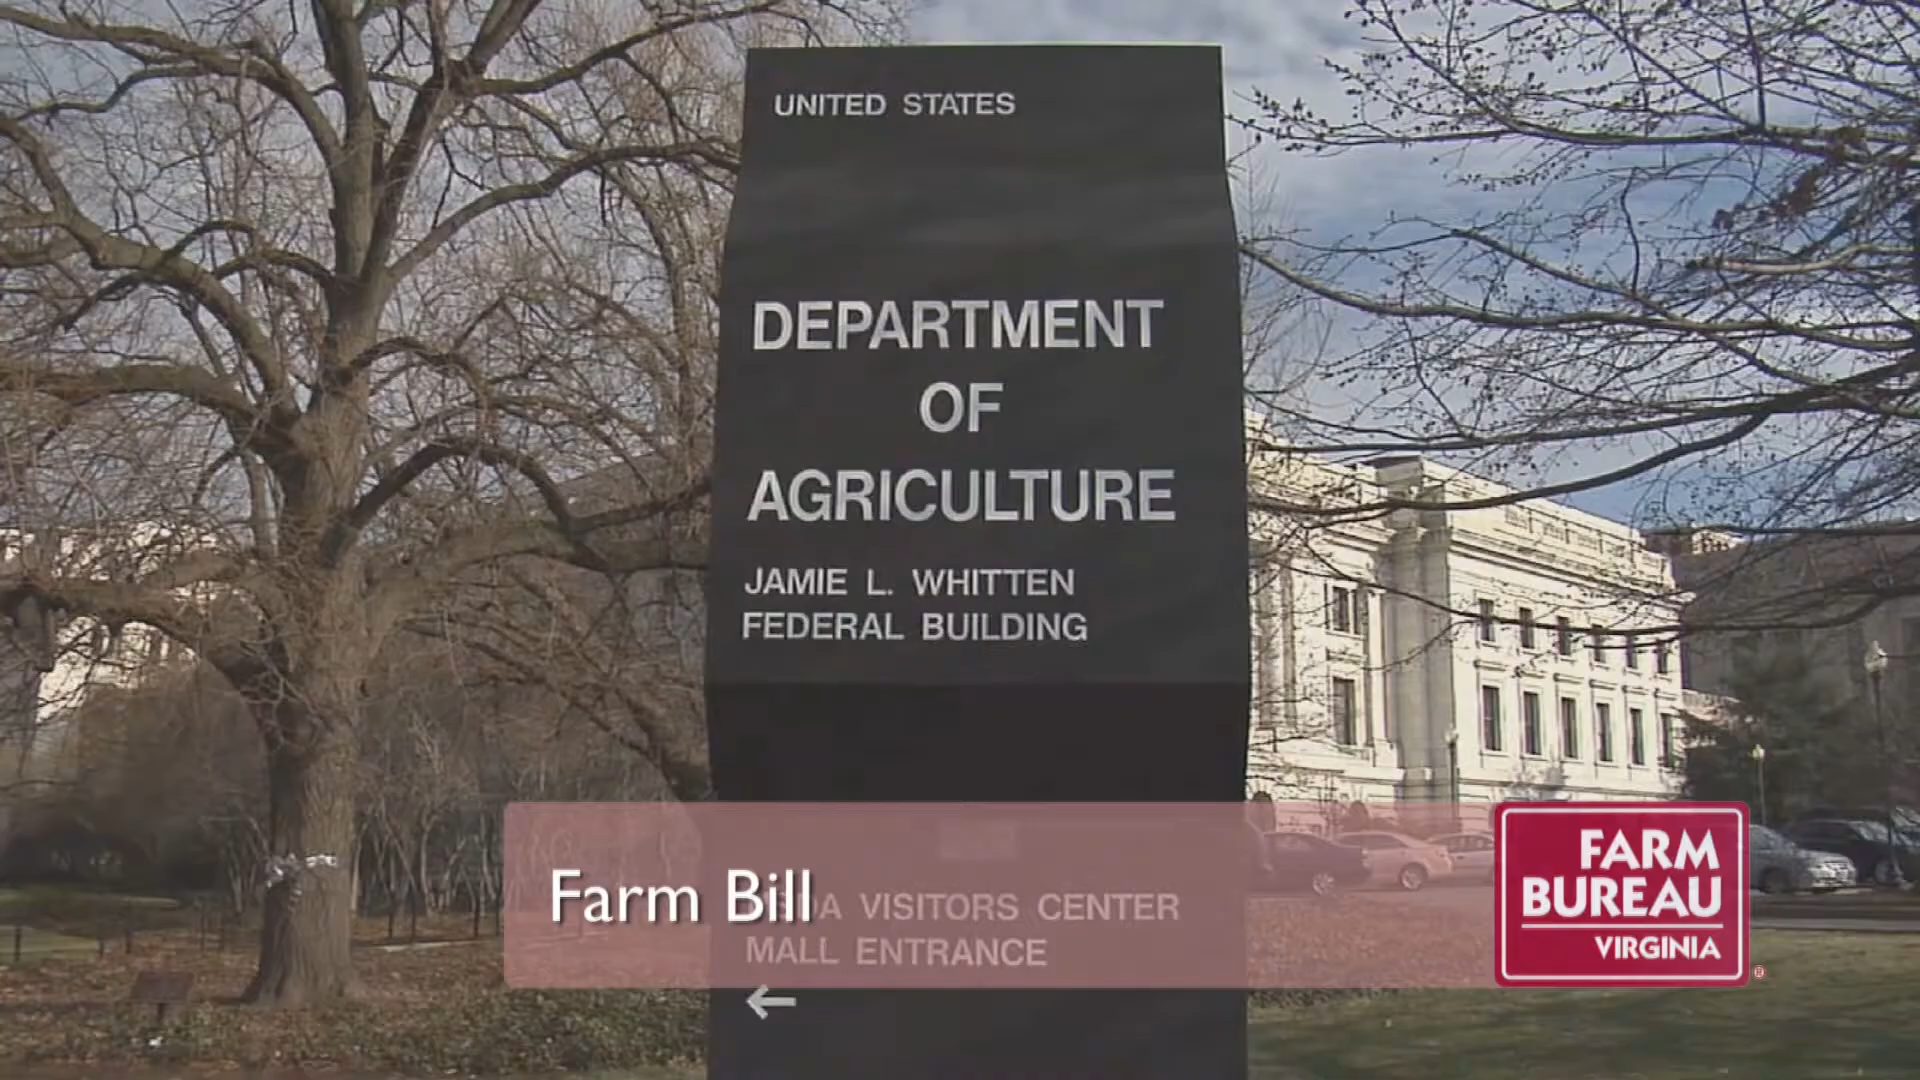 UNITED STATES
DEPARTMENT
OF
AGRICULTURE
JAMIE L. WHITTEN
FEDERAL BUILDING
Farm Bill
VISITORS CENTER
MALL ENTRANCE
←
FARM
BUREAU
VIRGINIA
®